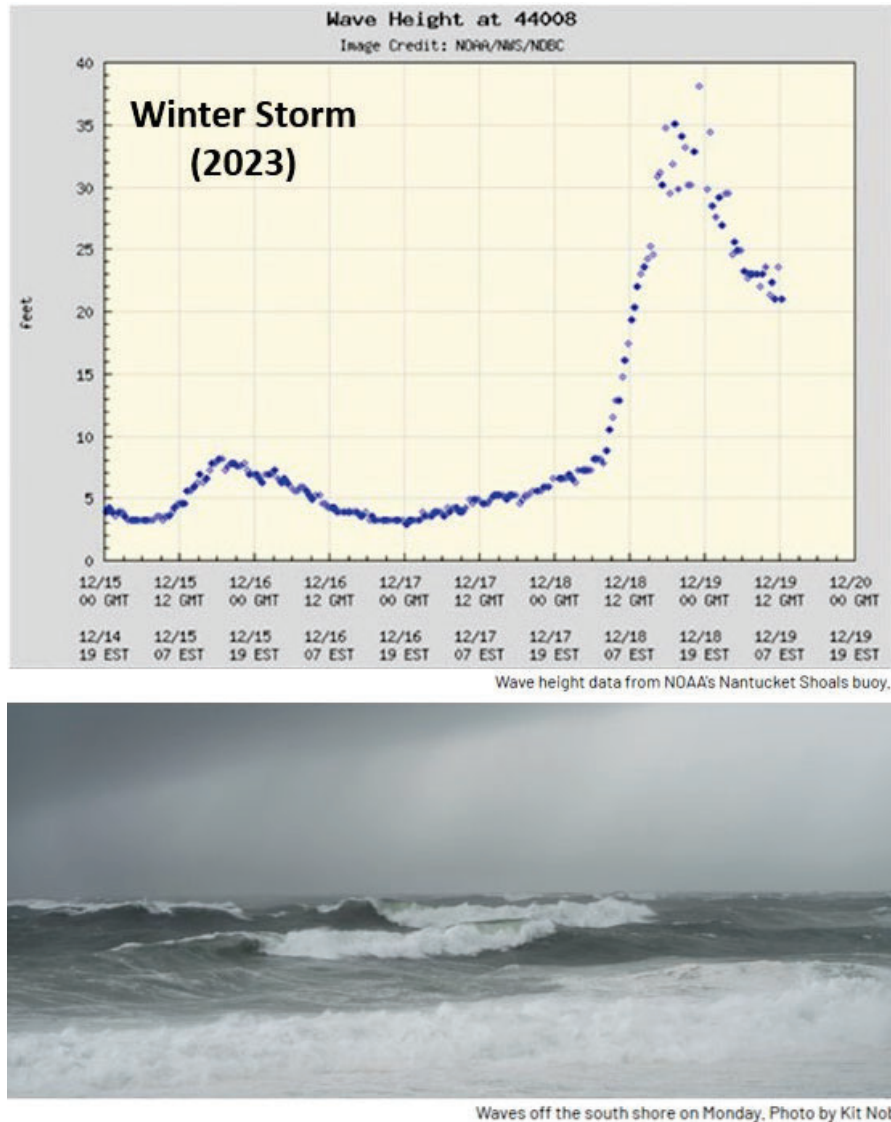 Wave Height at 44008
Image Credit: NOAA/NWS/NDBC
Winter Storm
(2023)
feet
40
35
30
25
20
15
10
5
0
12/15 12/15 12/16 12/16 12/17 12/17 12/18 12/18 12/19 12/19 12/20
00 GMT 12 GMT 00 GMT 12 GMT 00 GMT 12 GMT 00 GMT 12 GMT 00 GMT 12 GMT 00 GMT
12/14 12/15 12/15 12/16 12/16 12/17 12/17 12/18 12/18 12/19 12/19
19 EST 07 EST 19 EST 07 EST 19 EST 07 EST 19 EST 07 EST 19 EST 07 EST 19 EST
Wave height data from NOAA's Nantucket Shoals buoy.
Waves off the south shore on Monday. Photo by Kit Nob